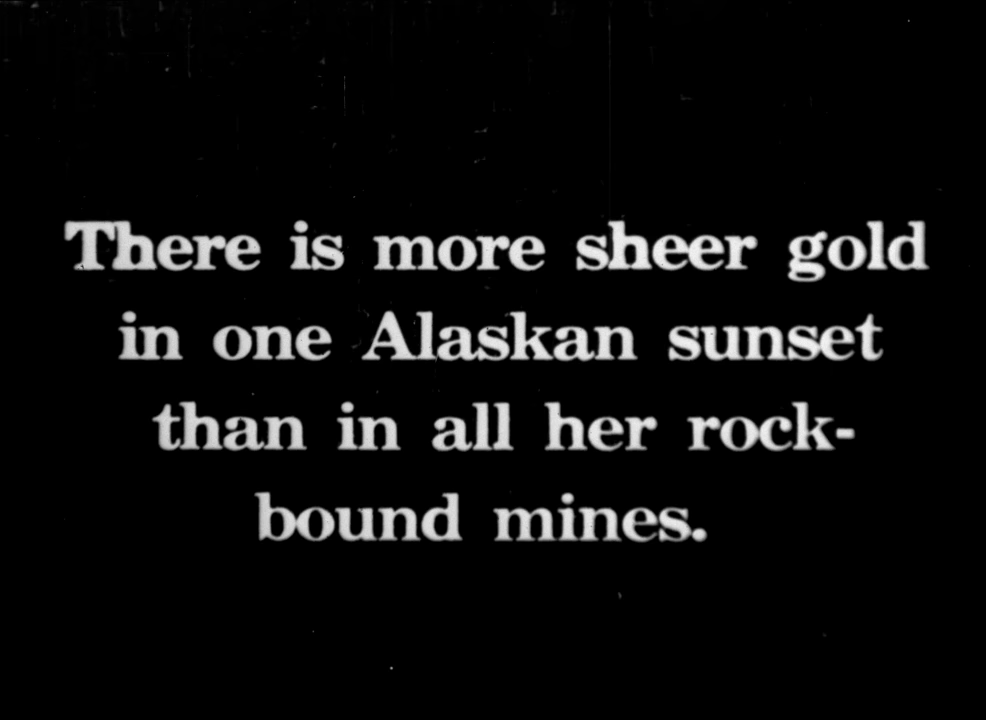 There is more sheer gold
in one Alaskan sunset
than in all her rock-
bound mines.